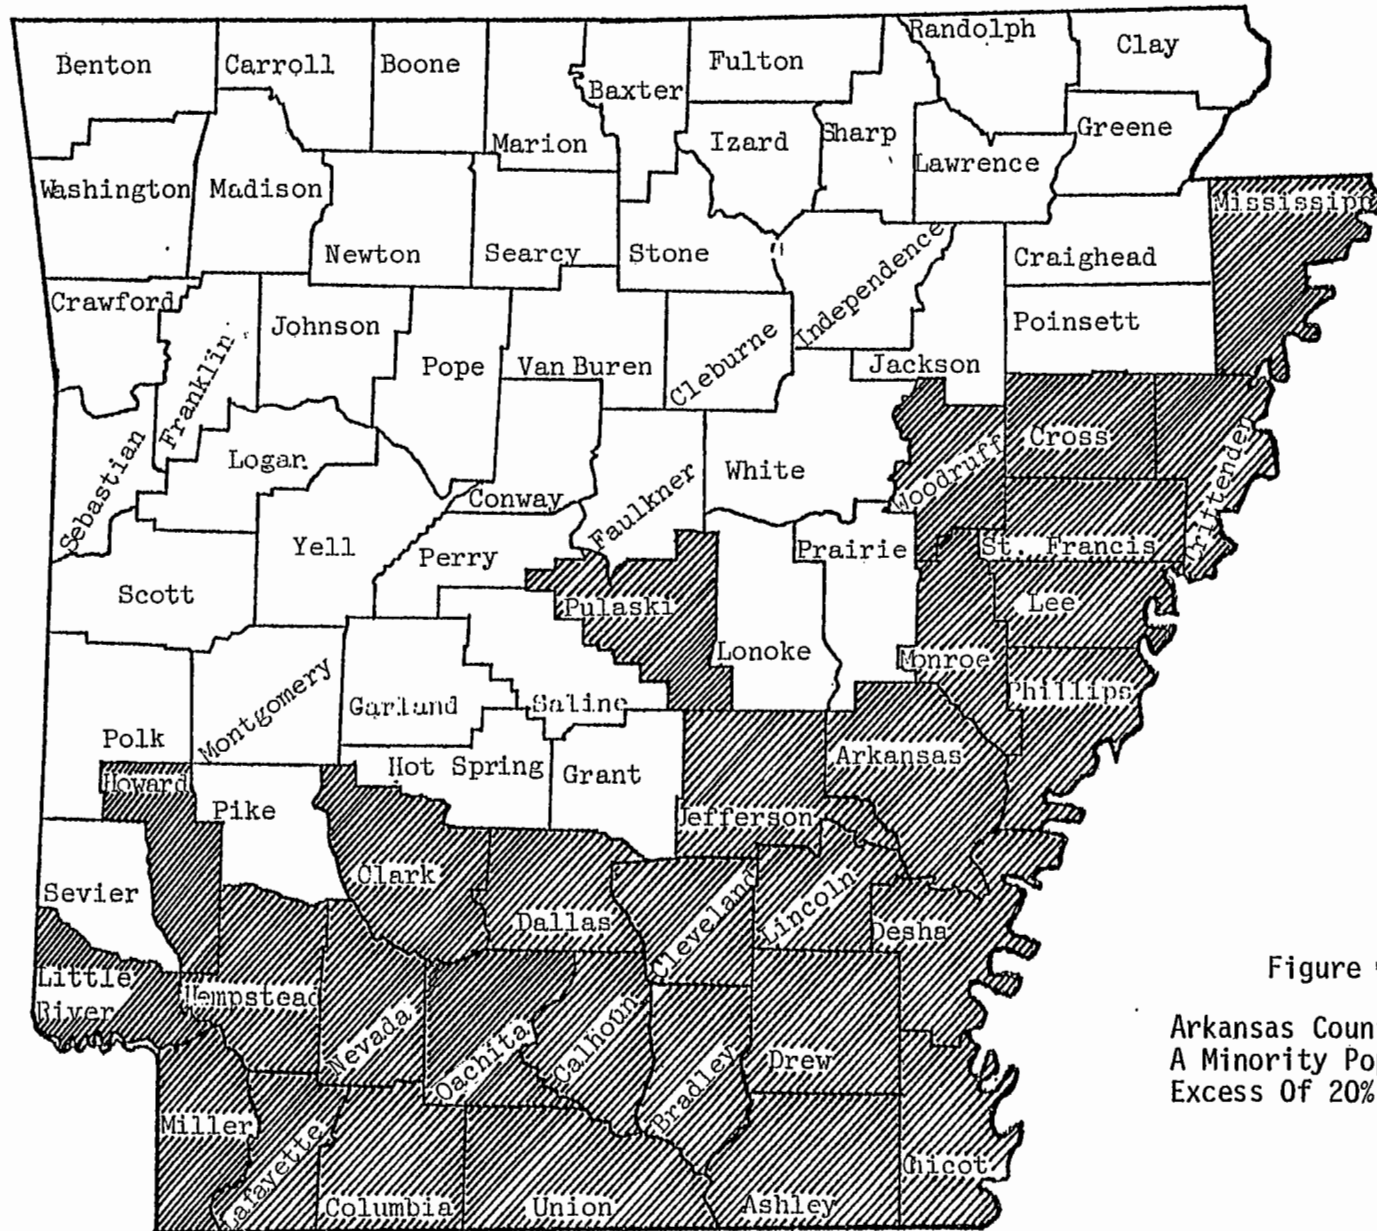 Benton
Carroll
Boone
Marion
Baxter
Fulton
Randolph
Clay
Izard
Sharp
Lawrence
Greene
Washington
Madison
Newton
Searcy
Stone
Independence
Craighead
Mississipp
Crawford
Franklin
Johnson
Pope
Van Buren
Cleburne
Jackson
Poinsett
Sebastian
Logan
Conway
Faulkner
White
Woodruff
Cross
Crittenden
Scott
Yell
Perry
Pulaski
Lonoke
Prairie
St. Francis
Lee
Polk
Montgomery
Garland
Saline
Monroe
Phillips
Howard
Pike
Hot Spring
Grant
Jefferson
Arkansas
Sevier
Clark
Dallas
Cleveland
Lincoln
Desha
Little
River
Hempstead
Nevada
Oachita
Calhoun
Bradley
Drew
Miller
Lafayette
Columbia
Union
Ashley
Chicot
Figure
Arkansas Coun
A Minority Po
Excess Of 20%